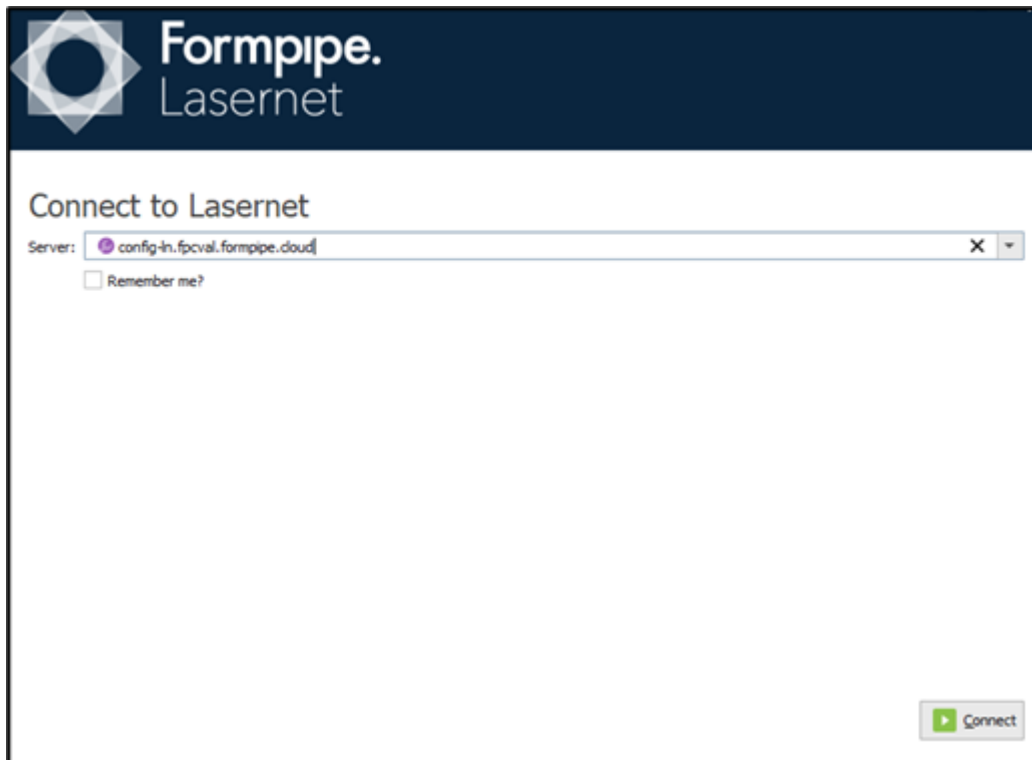 Formpipe.
Lasernet
Connect to Lasernet
Server: config-ln.fpcval.formpipe.cloud
Remember me?
Connect